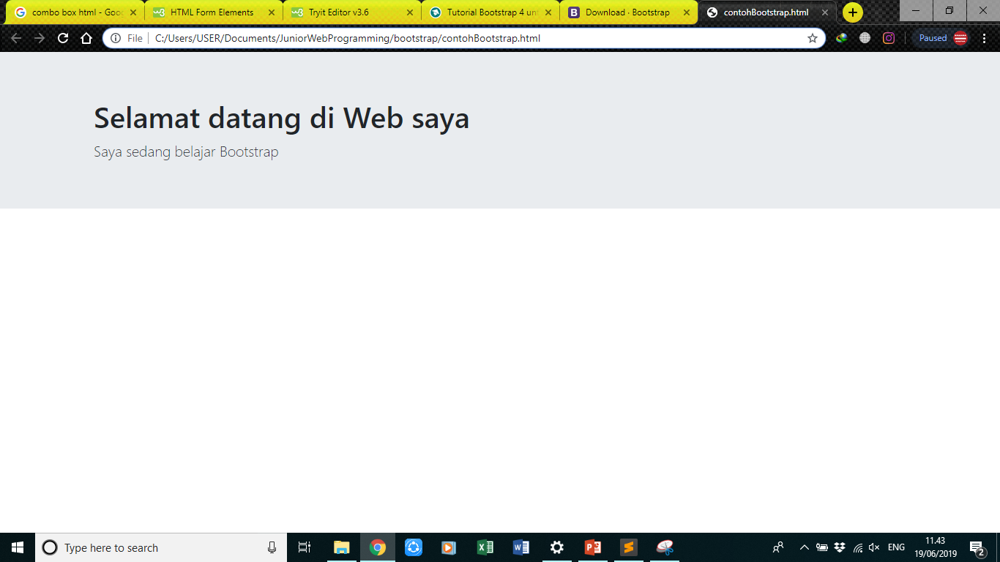 combo box html - Goo
HTML Form Elements
Tryit Editor v3.6
Tutorial Bootstrap 4 unt
Download · Bootstrap
contohBootstrap.html
File
C:/Users/USER/Documents/JuniorWebProgramming/bootstrap/contohBootstrap.html
Paused
Selamat datang di Web saya
Saya sedang belajar Bootstrap
Type here to search
ENG
11.43
19/06/2019
2